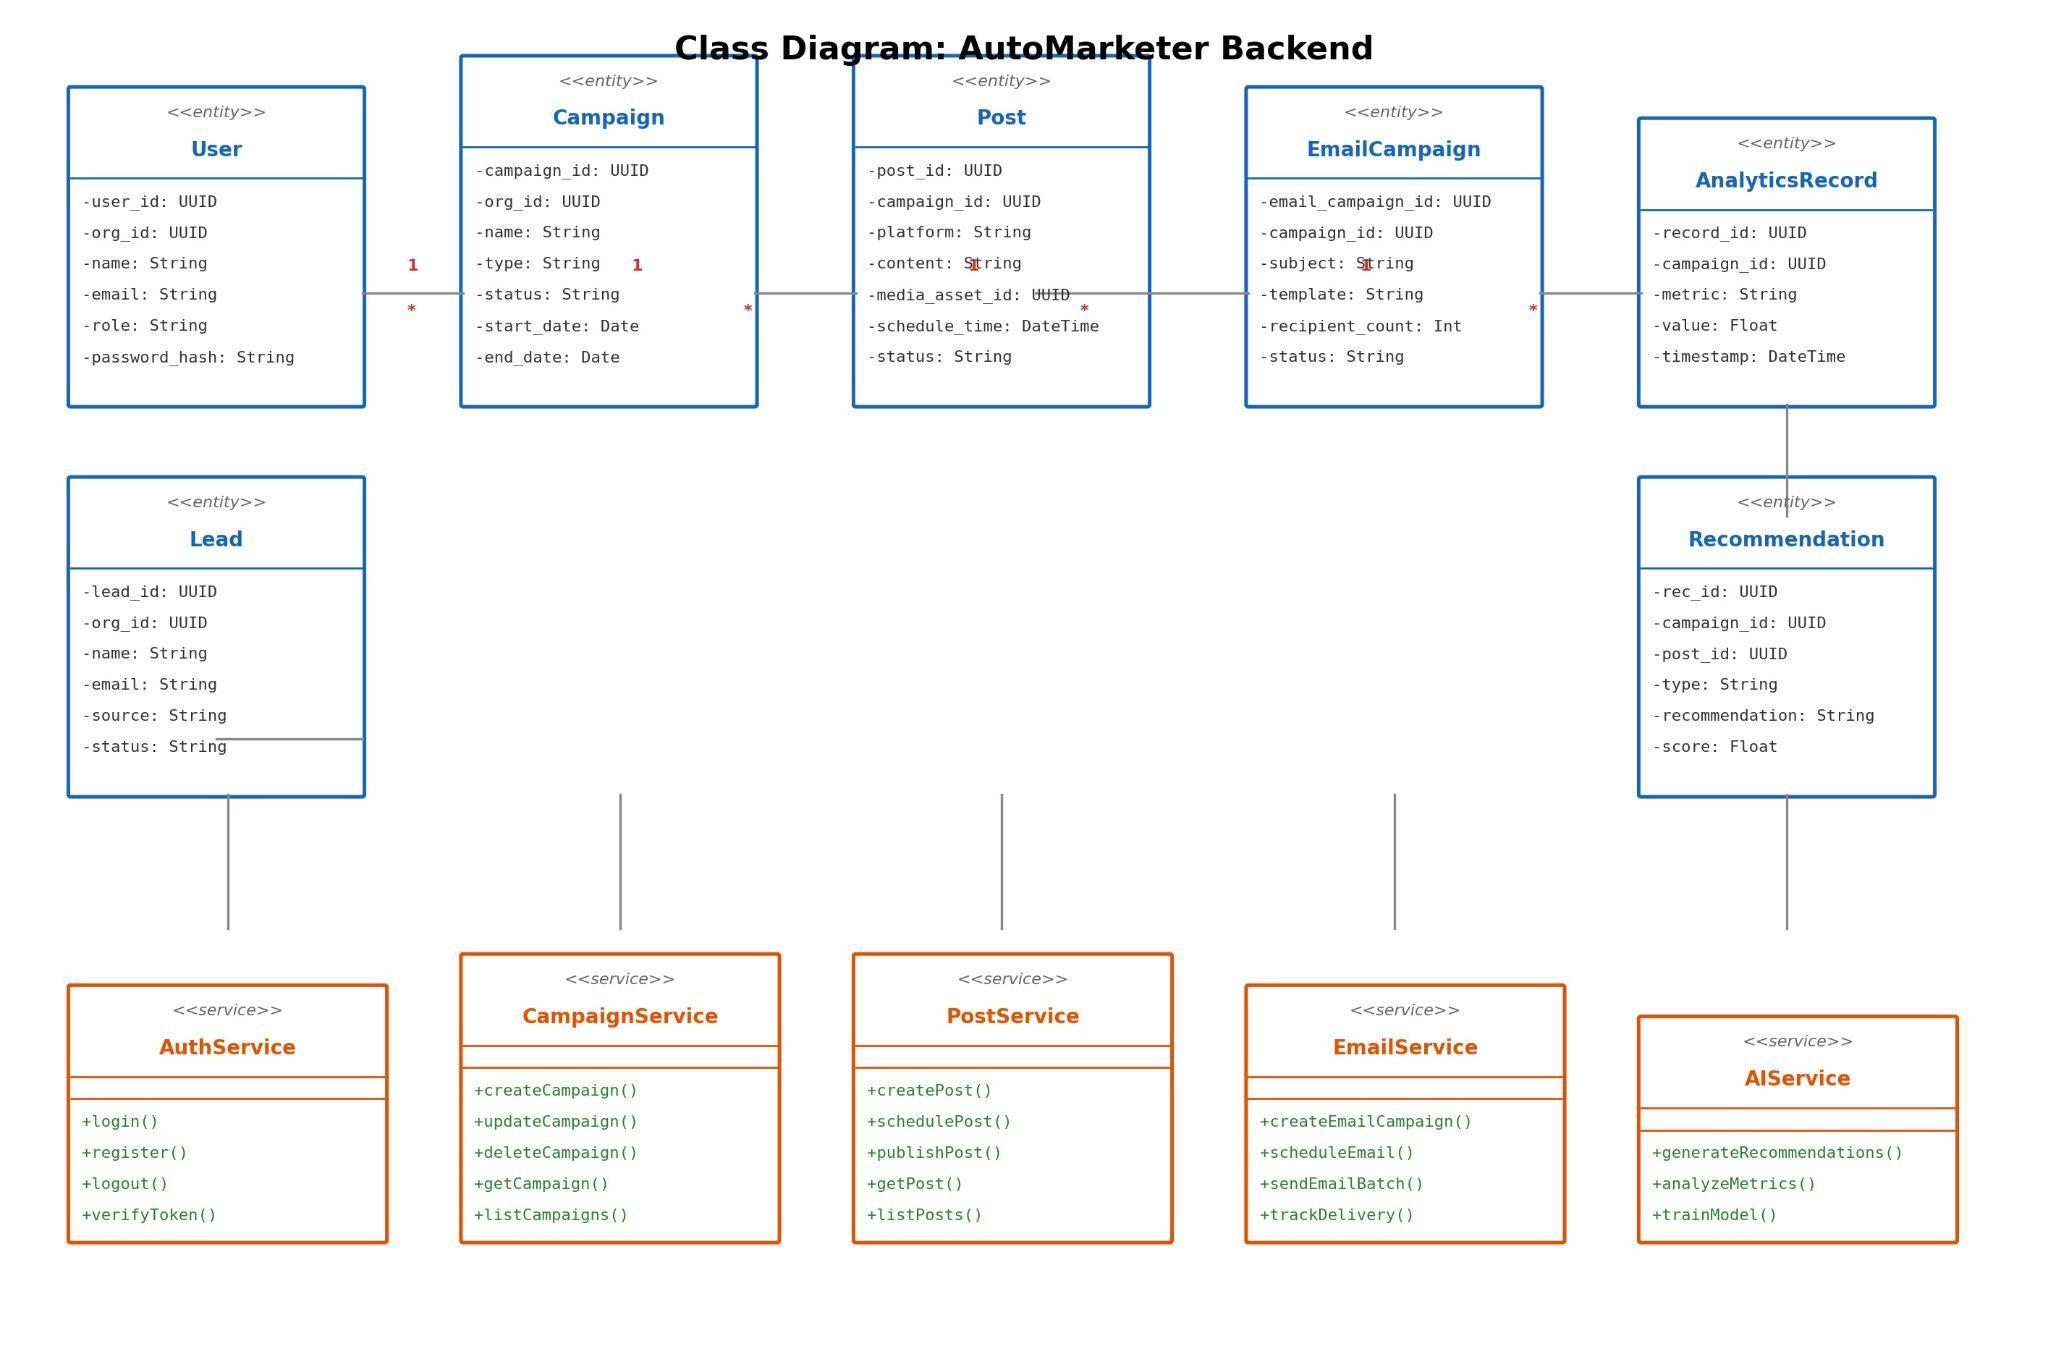 Class Diagram: AutoMarketer Backend
<<entity>>
User
-user_id: UUID
-org_id: UUID
-name: String
-email: String
-role: String
-password_hash: String
1
*
<<entity>>
Campaign
-campaign_id: UUID
-org_id: UUID
-name: String
-type: String
-status: String
-start_date: Date
-end_date: Date
1
*
<<entity>>
Post
-post_id: UUID
-campaign_id: UUID
-platform: String
-content: String
-media_asset_id: UUID
-schedule_time: DateTime
-status: String
1
*
<<entity>>
EmailCampaign
-email_campaign_id: UUID
-campaign_id: UUID
-subject: String
-template: String
-recipient_count: Int
-status: String
1
*
<<entity>>
AnalyticsRecord
-record_id: UUID
-campaign_id: UUID
-metric: String
-value: Float
-timestamp: DateTime
<<entity>>
Lead
-lead_id: UUID
-org_id: UUID
-name: String
-email: String
-source: String
-status: String
<<entity>>
Recommendation
-rec_id: UUID
-campaign_id: UUID
-post_id: UUID
-type: String
-recommendation: String
-score: Float
<<service>>
AuthService
+login()
+register()
+logout()
+verifyToken()
<<service>>
CampaignService
+createCampaign()
+updateCampaign()
+deleteCampaign()
+getCampaign()
+listCampaigns()
<<service>>
PostService
+createPost()
+schedulePost()
+publishPost()
+getPost()
+listPosts()
<<service>>
EmailService
+createEmailCampaign()
+scheduleEmail()
+sendEmailBatch()
+trackDelivery()
<<service>>
AIService
+generateRecommendations()
+analyzeMetrics()
+trainModel()